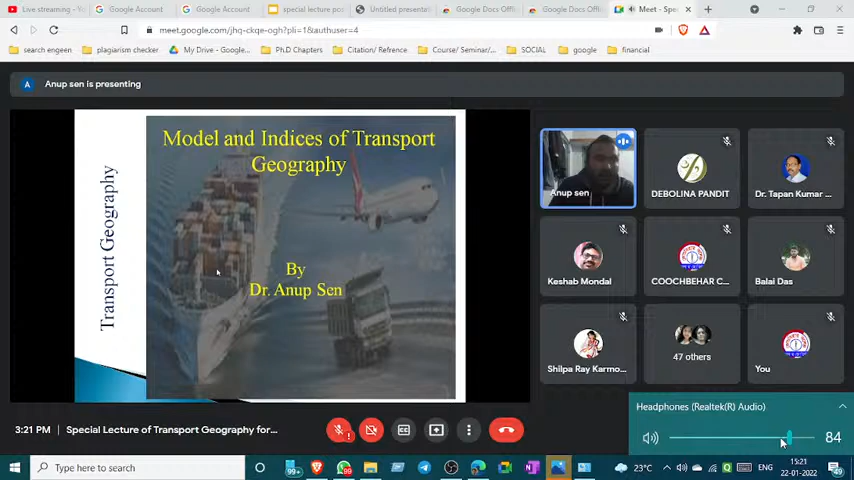 Live streaming -
Google Account
Google Account
special lecture po
Untitled presenta
Google Docs Offli
Google Docs Offli
Meet - Spe
meet.google.com/jhq-ckqe-ogh?pli=1&authuser=4
search engeen
plagiarism checker
My Drive - Google...
Ph.D Chapters
Citation/ Refrence
Course/ Seminar/...
SOCIAL
google
financial
A
Anup sen is presenting
Transport Geography
Model and Indices of Transport
Geography
By
Dr. Anup Sen
Anup sen
DEBOLINA PANDIT
Dr. Tapan Kumar ...
Keshab Mondal
COOCHBEHAR C...
Balai Das
Shilpa Ray Karmo...
47 others
You
3:21 PM | Special Lecture of Transport Geography for...
Headphones (Realtek(R) Audio)
84
Type here to search
99+
23°C
ENG
15:21
22-01-2022
49